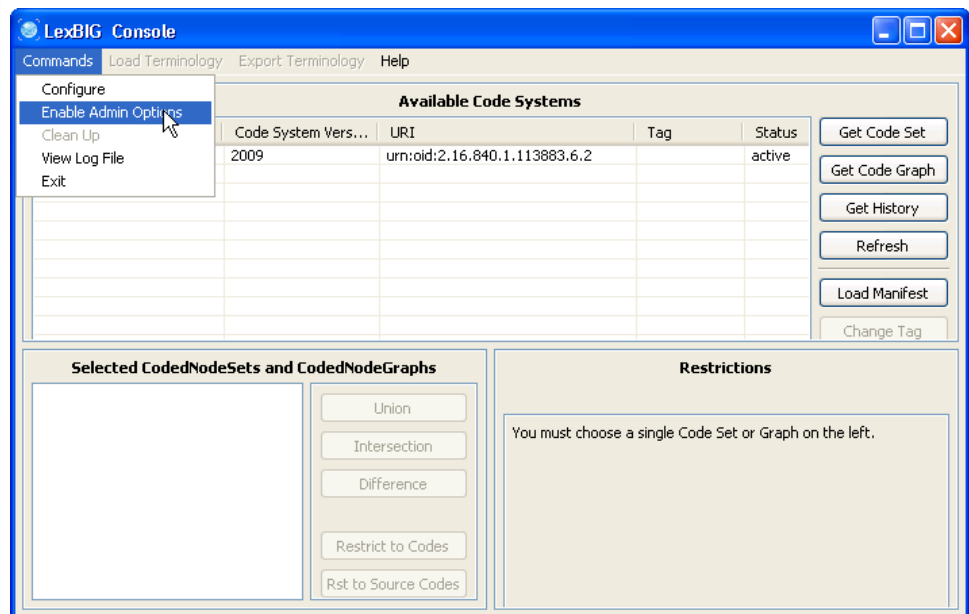 LexBIG Console
Commands Load Terminology Export Terminology Help
Configure
Enable Admin Options
Clean Up
View Log File
Exit
Available Code Systems
Code System Vers... URI Tag Status
2009 urn:oid:2.16.840.1.113883.6.2 active
Get Code Set
Get Code Graph
Get History
Refresh
Load Manifest
Change Tag
Selected CodedNodeSets and CodedNodeGraphs
Union
Intersection
Difference
Restrict to Codes
Rst to Source Codes
Restrictions
You must choose a single Code Set or Graph on the left.